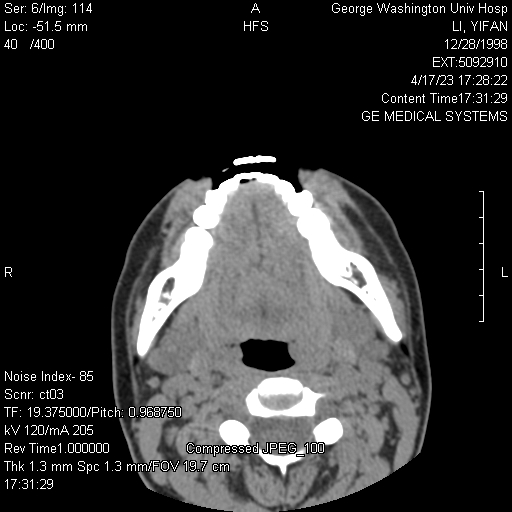 Ser: 6/Img: 114
Loc: -51.5 mm
40 /400
A
HFS
George Washington Univ Hosp
LI, YIFAN
12/28/1998
EXT:5092910
4/17/23 17:28:22
Content Time17:31:29
GE MEDICAL SYSTEMS
R
L
Noise Index- 85
Scnr: ct03
TF: 19.375000/Pitch: 0.968750
kV 120/mA 205
Rev Time1.000000
Compressed JPEG_100
Thk 1.3 mm Spc 1.3 mm/FOV 19.7 cm
17:31:29